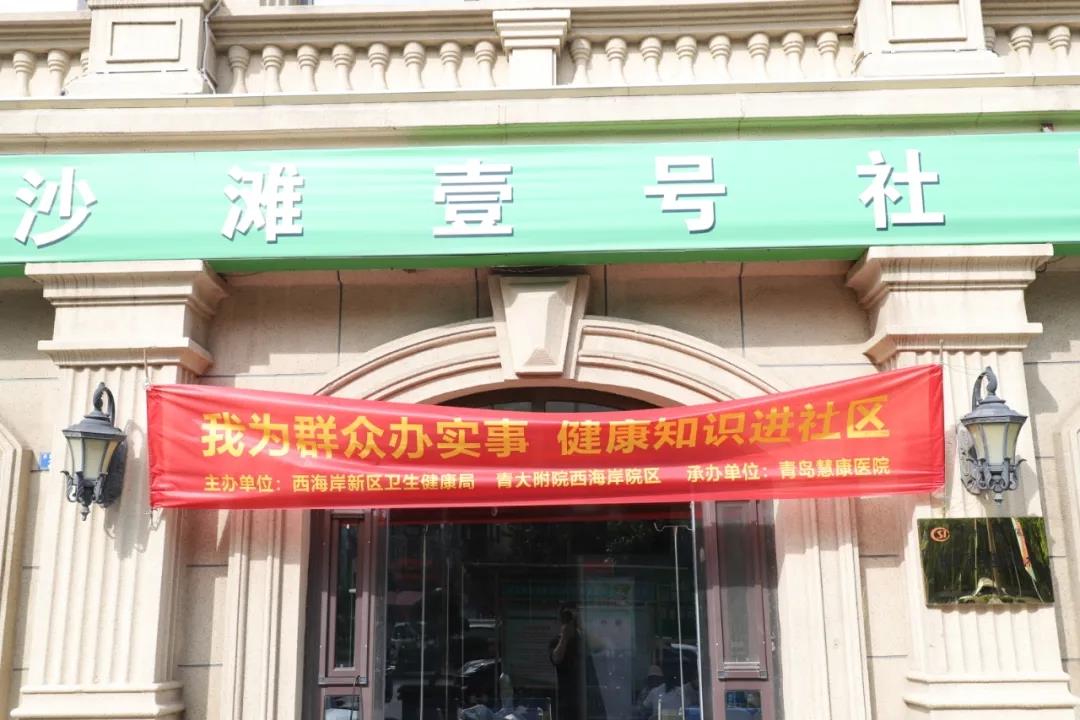 沙滩壹号社
我为群众办实事 健康知识进社区
主办单位：西海岸新区卫生健康局 青大附院西海岸院区 承办单位：青岛慧康医院